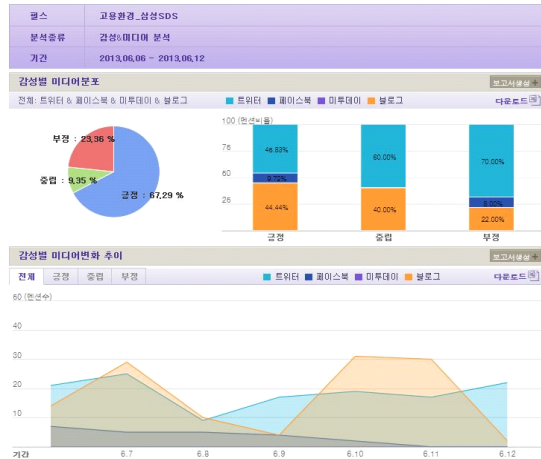 펄스 고용환경_삼성SDS
분석종류 감성&미디어 분석
기간 2013.06.06 ~ 2013.06.12
감성별 미디어분포 보고서생성 +
전체: 트위터 & 페이스북 & 미투데이 & 블로그 트위터 페이스북 미투데이 블로그 다운로드
부정 : 23.36 %
중립 : 9.35 %
긍정 : 67.29 %
100 (멘션비율)
75
50
25
46.83% 60.00% 70.00%
8.72% 8.00%
44.44% 40.00% 22.00%
긍정 중립 부정
감성별 미디어변화 추이 보고서생성 +
전체 긍정 중립 부정 트위터 페이스북 미투데이 블로그 다운로드
60 (멘션수)
40
30
20
10
기간 6.7 6.8 6.9 6.10 6.11 6.12